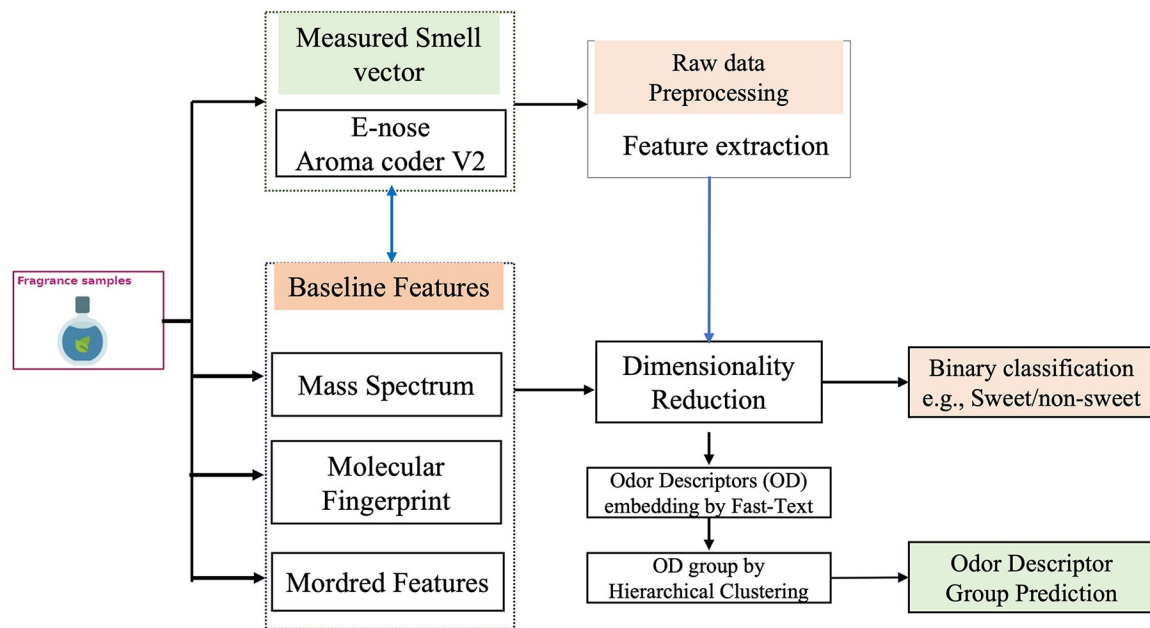 Measured Smell
vector
E-nose
Aroma coder V2
Raw data
Preprocessing
Feature extraction
Fragrance samples
Baseline Features
Mass Spectrum
Molecular
Fingerprint
Mordred Features
Dimensionality
Reduction
Binary classification
e.g., Sweet/non-sweet
Odor Descriptors (OD)
embedding by Fast-Text
OD group by
Hierarchical Clustering
Odor Descriptor
Group Prediction